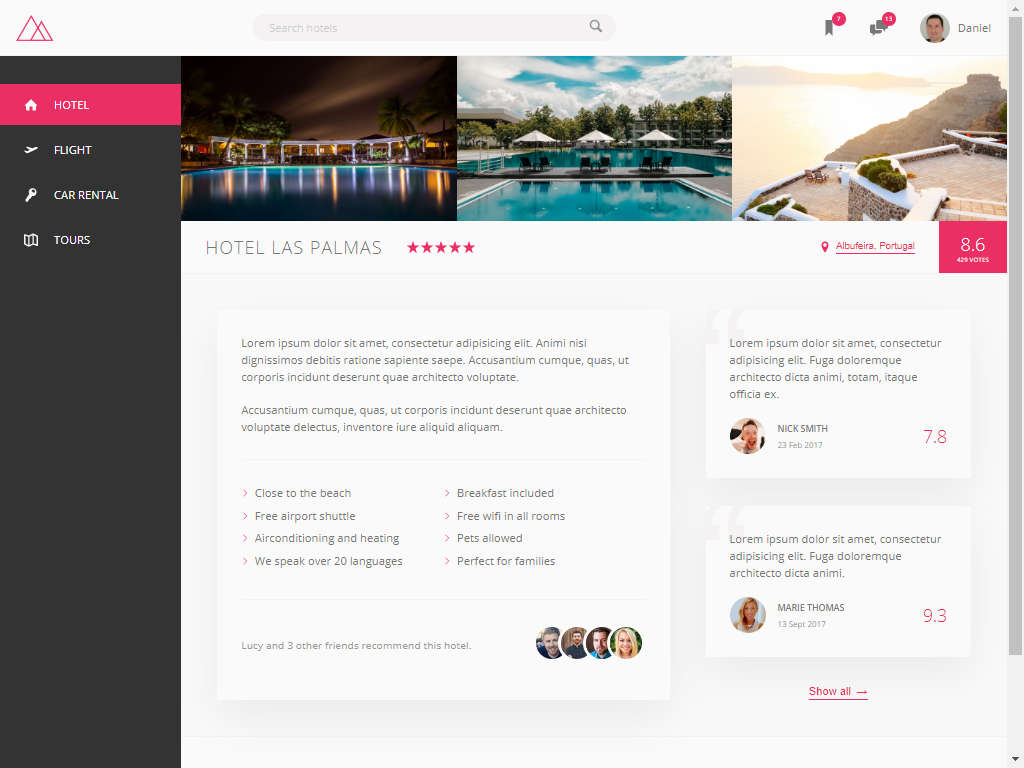 Search hotels
7
13
Daniel
HOTEL
FLIGHT
CAR RENTAL
TOURS
HOTEL LAS PALMAS
Albufeira, Portugal
8.6
429 VOTES
Lorem ipsum dolor sit amet, consectetur adipisicing elit. Animi nisi
dignissimos debitis ratione sapiente saepe. Accusantium cumque, quas, ut
corporis incidunt deserunt quae architecto voluptate.
Accusantium cumque, quas, ut corporis incidunt deserunt quae architecto
voluptate delectus, inventore iure aliquid aliquam.
Close to the beach
Free airport shuttle
Airconditioning and heating
We speak over 20 languages
Breakfast included
Free wifi in all rooms
Pets allowed
Perfect for families
Lucy and 3 other friends recommend this hotel.
“
Lorem ipsum dolor sit amet, consectetur
adipisicing elit. Fuga doloremque
architecto dicta animi, totam, itaque
officia ex.
NICK SMITH
23 Feb 2017
7.8
“
Lorem ipsum dolor sit amet, consectetur
adipisicing elit. Fuga doloremque
architecto dicta animi.
MARIE THOMAS
13 Sept 2017
9.3
Show all →